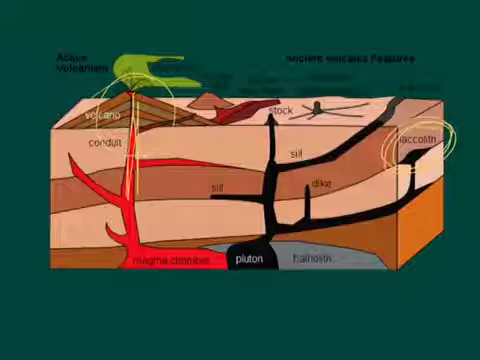 Active
volcanism
Ancient volcanic Features
volcano
stock
conduit
laccolith
sill
sill
dike
magma chamber
pluton
batholith